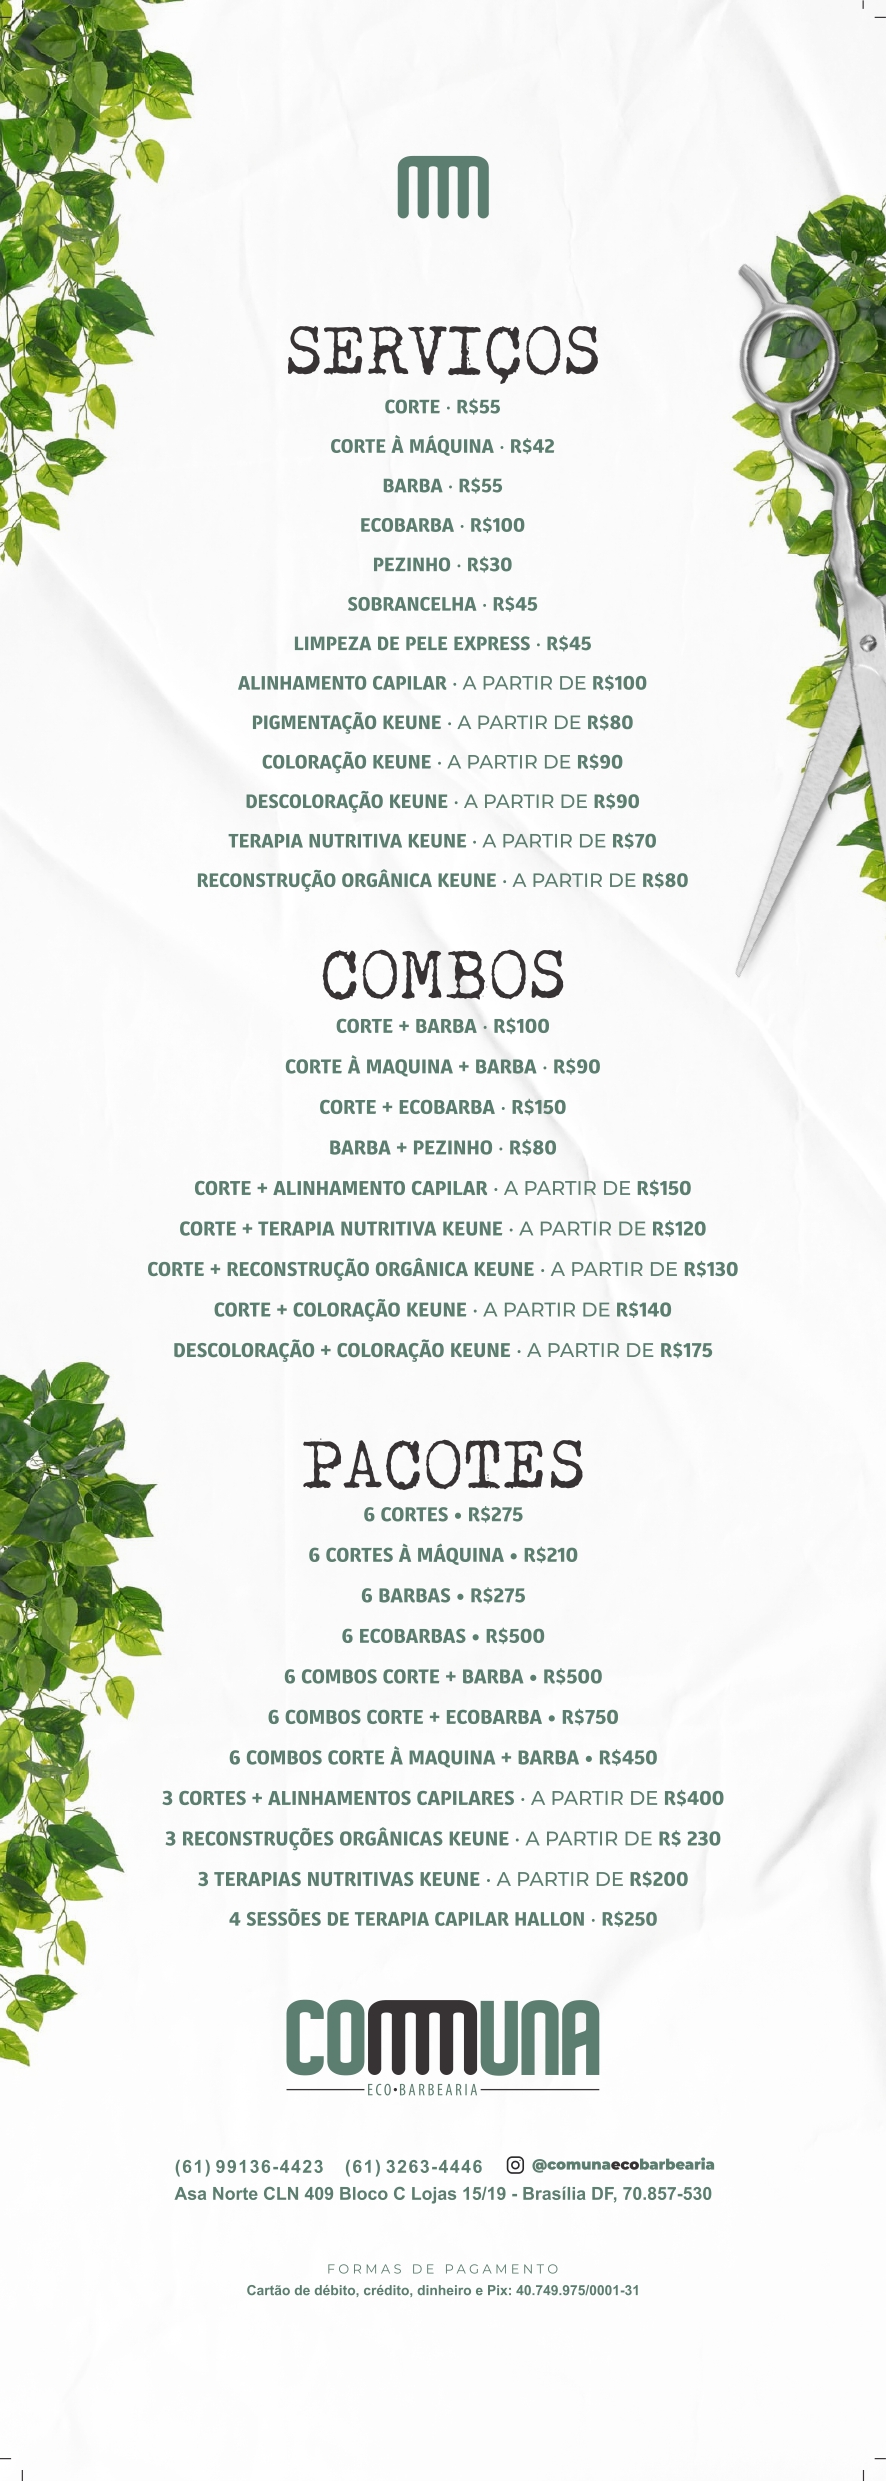 SERVIÇOS
CORTE · R$55
CORTE À MÁQUINA · R$42
BARBA · R$55
ECOBARBA · R$100
PEZINHO · R$30
SOBRANCELHA · R$45
LIMPEZA DE PELE EXPRESS · R$45
ALINHAMENTO CAPILAR · A PARTIR DE R$100
PIGMENTAÇÃO KEUNE · A PARTIR DE R$80
COLORAÇÃO KEUNE · A PARTIR DE R$90
DESCOLORAÇÃO KEUNE · A PARTIR DE R$90
TERAPIA NUTRITIVA KEUNE · A PARTIR DE R$70
RECONSTRUÇÃO ORGÂNICA KEUNE · A PARTIR DE R$80
COMBOS
CORTE + BARBA · R$100
CORTE À MAQUINA + BARBA · R$90
CORTE + ECOBARBA · R$150
BARBA + PEZINHO · R$80
CORTE + ALINHAMENTO CAPILAR · A PARTIR DE R$150
CORTE + TERAPIA NUTRITIVA KEUNE · A PARTIR DE R$120
CORTE + RECONSTRUÇÃO ORGÂNICA KEUNE · A PARTIR DE R$130
CORTE + COLORAÇÃO KEUNE · A PARTIR DE R$140
DESCOLORAÇÃO + COLORAÇÃO KEUNE · A PARTIR DE R$175
PACOTES
6 CORTES • R$275
6 CORTES À MÁQUINA • R$210
6 BARBAS • R$275
6 ECOBARBAS • R$500
6 COMBOS CORTE + BARBA • R$500
6 COMBOS CORTE + ECOBARBA • R$750
6 COMBOS CORTE À MAQUINA + BARBA • R$450
3 CORTES + ALINHAMENTOS CAPILARES · A PARTIR DE R$400
3 RECONSTRUÇÕES ORGÂNICAS KEUNE · A PARTIR DE R$ 230
3 TERAPIAS NUTRITIVAS KEUNE · A PARTIR DE R$200
4 SESSÕES DE TERAPIA CAPILAR HALLON · R$250
COMUNA
ECO•BARBEARIA
(61) 99136-4423 (61) 3263-4446 @comunaecobarbearia
Asa Norte CLN 409 Bloco C Lojas 15/19 - Brasília DF, 70.857-530
FORMAS DE PAGAMENTO
Cartão de débito, crédito, dinheiro e Pix: 40.749.975/0001-31